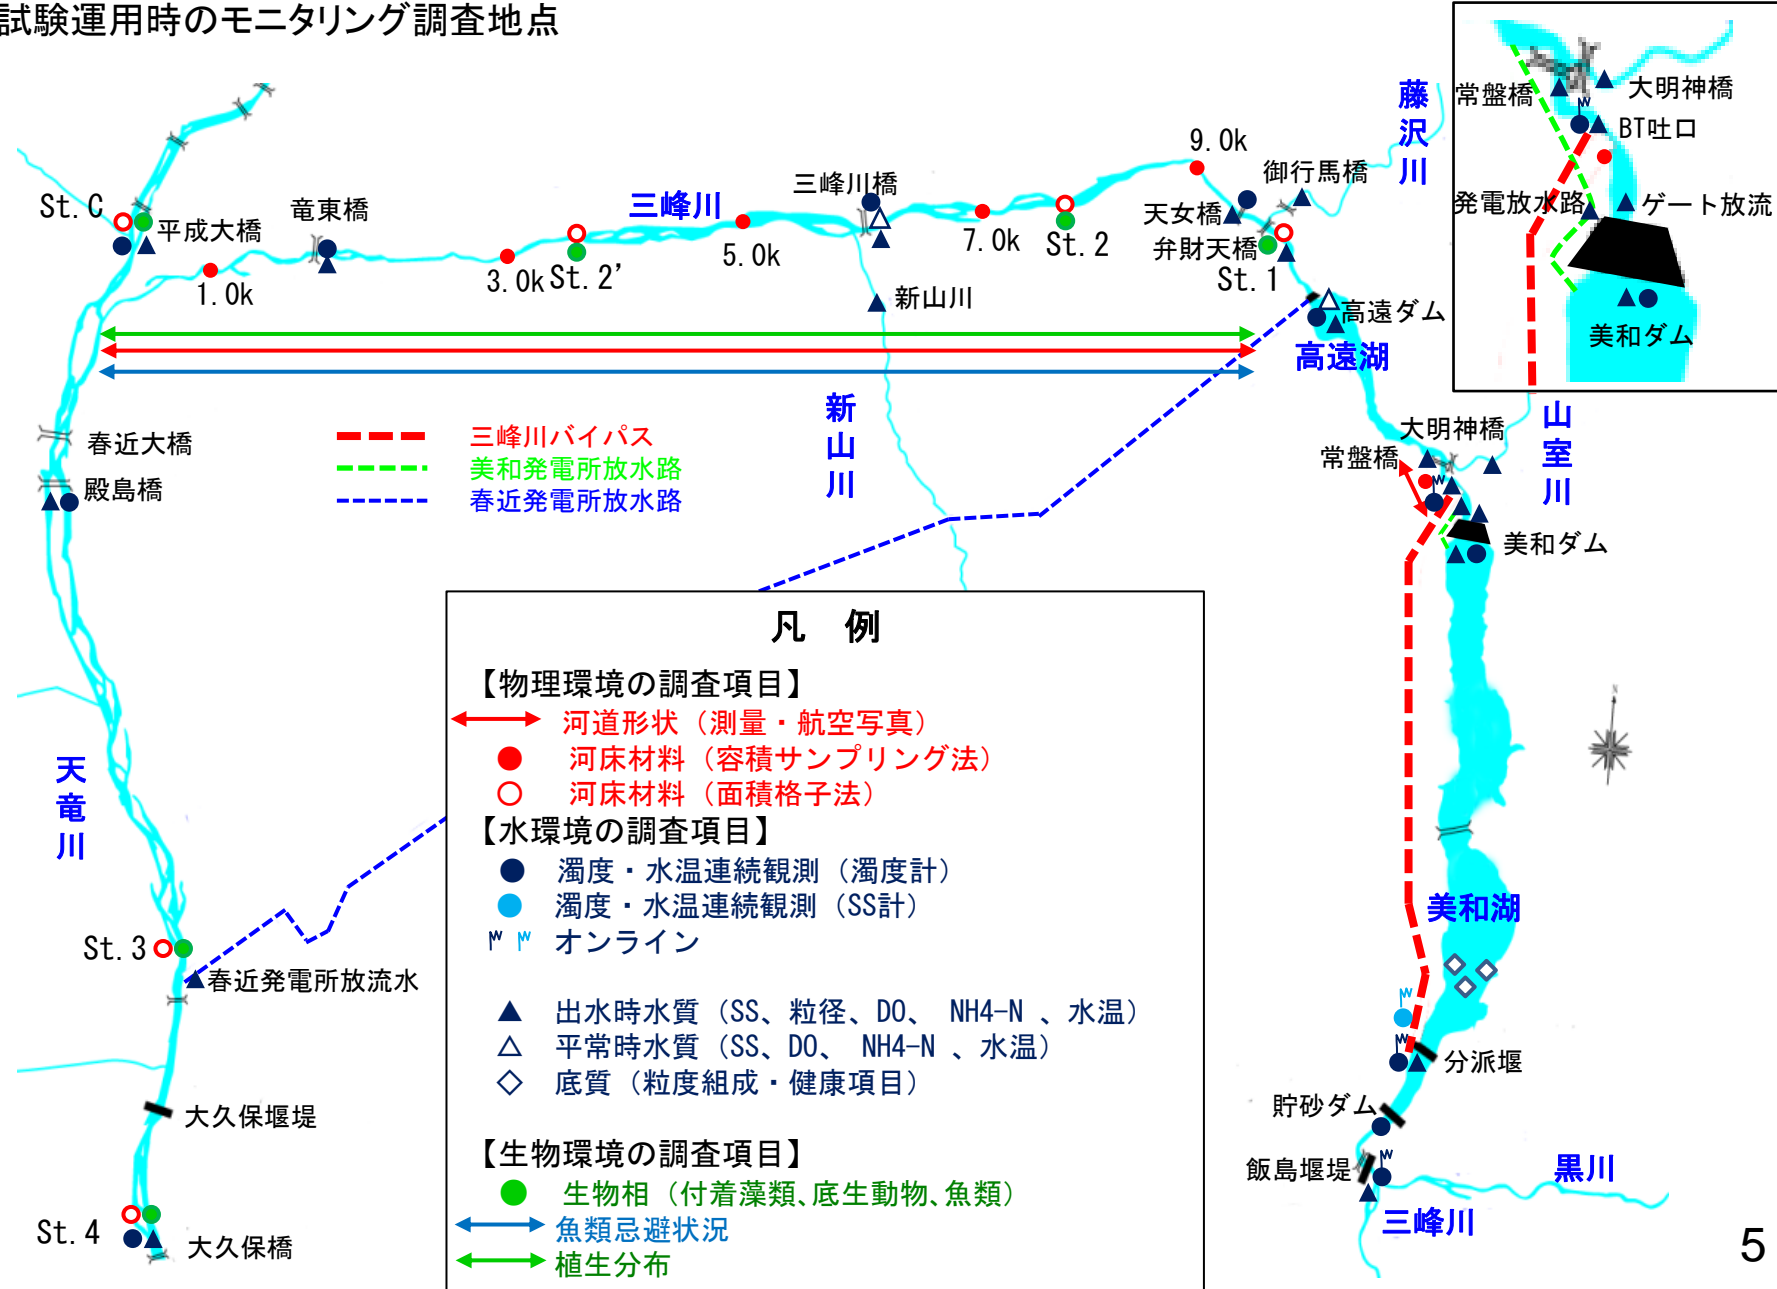 試験運用時のモニタリング調査地点
常盤橋
大明神橋
BT吐口
発電放水路
ゲート放流
美和ダム
藤沢川
9.0k
御行馬橋
三峰川橋
三峰川
天女橋
弁財天橋
St.1
St.C
平成大橋
竜東橋
1.0k
3.0k
St.2’
5.0k
7.0k
St.2
新山川
高遠ダム
高遠湖
新山川
春近大橋
殿島橋
三峰川バイパス
美和発電所放水路
春近発電所放水路
大明神橋
常盤橋
山室川
美和ダム
凡 例
【物理環境の調査項目】
河道形状（測量・航空写真）
河床材料（容積サンプリング法）
河床材料（面積格子法）
【水環境の調査項目】
濁度・水温連続観測（濁度計）
濁度・水温連続観測（SS計）
オンライン
出水時水質（SS、粒径、DO、 NH4-N 、水温）
平常時水質（SS、DO、 NH4-N 、水温）
底質（粒度組成・健康項目）
【生物環境の調査項目】
生物相（付着藻類、底生動物、魚類）
魚類忌避状況
植生分布
天竜川
St.3
春近発電所放流水
大久保堰堤
St.4
大久保橋
N
美和湖
分派堰
貯砂ダム
飯島堰堤
黒川
三峰川
5